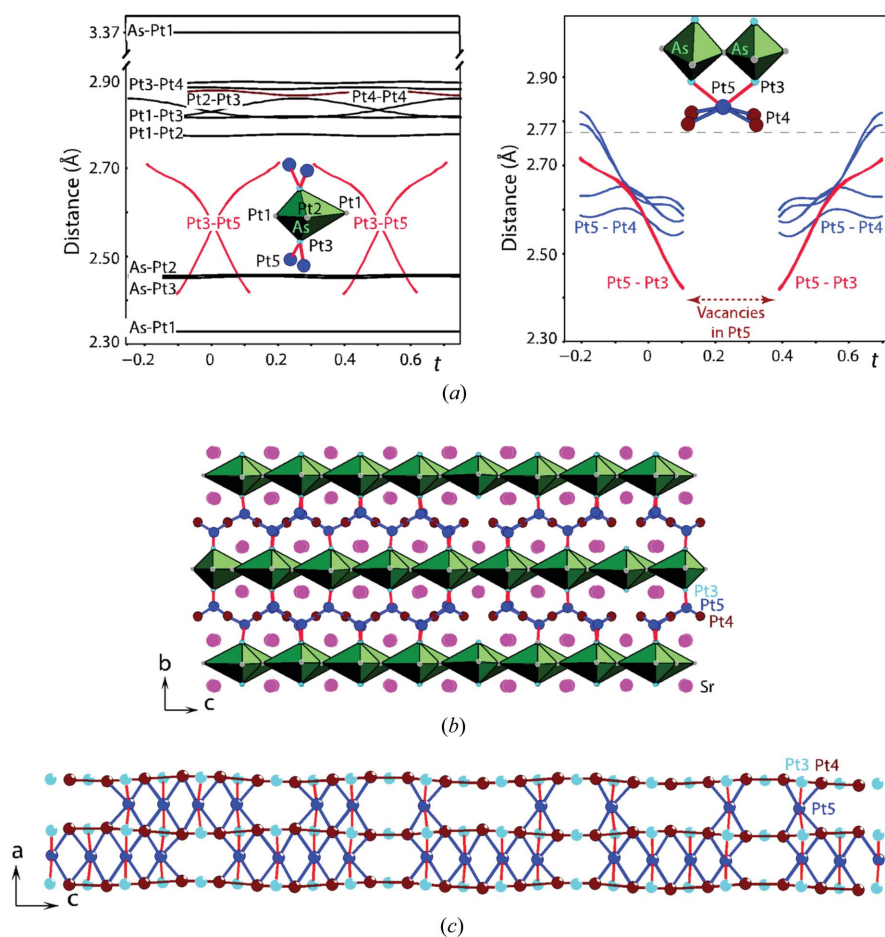 3.37
As-Pt1
2.90
Pt3-Pt4
Pt2-Pt3
Pt4-Pt4
Pt1-Pt3
Pt1-Pt2
2.70
Pt3-Pt5
Pt1
Pt2
Pt1
As
Pt3
Pt5
Pt3-Pt5
2.50
As-Pt2
As-Pt3
As-Pt1
2.30
Distance (Å)
−0.2 0 0.2 0.40 0.6 t
As As
Pt5 Pt3
Pt4
2.90
2.77
2.70
Pt5 - Pt4
Pt5 - Pt4
2.50
Pt5 - Pt3
Pt5 - Pt3
Vacancies
in Pt5
2.30
Distance (Å)
−0.2 0 0.2 0.4 0.6 t
(a)
Pt3
Pt5
Pt4
Sr
b
c
(b)
Pt3 Pt4
Pt5
a
c
(c)